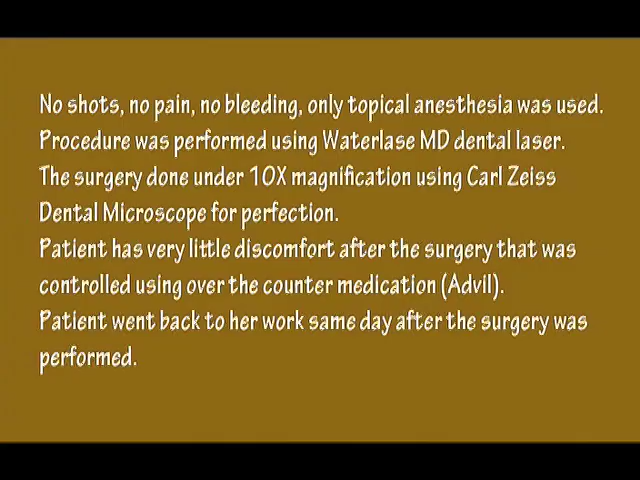 No shots, no pain, no bleeding, only topical anesthesia was used.
Procedure was performed using Waterlase MD dental laser.
The surgery done under 10X magnification using Carl Zeiss
Dental Microscope for perfection.
Patient has very little discomfort after the surgery that was
controlled using over the counter medication (Advil).
Patient went back to her work same day after the surgery was
performed.